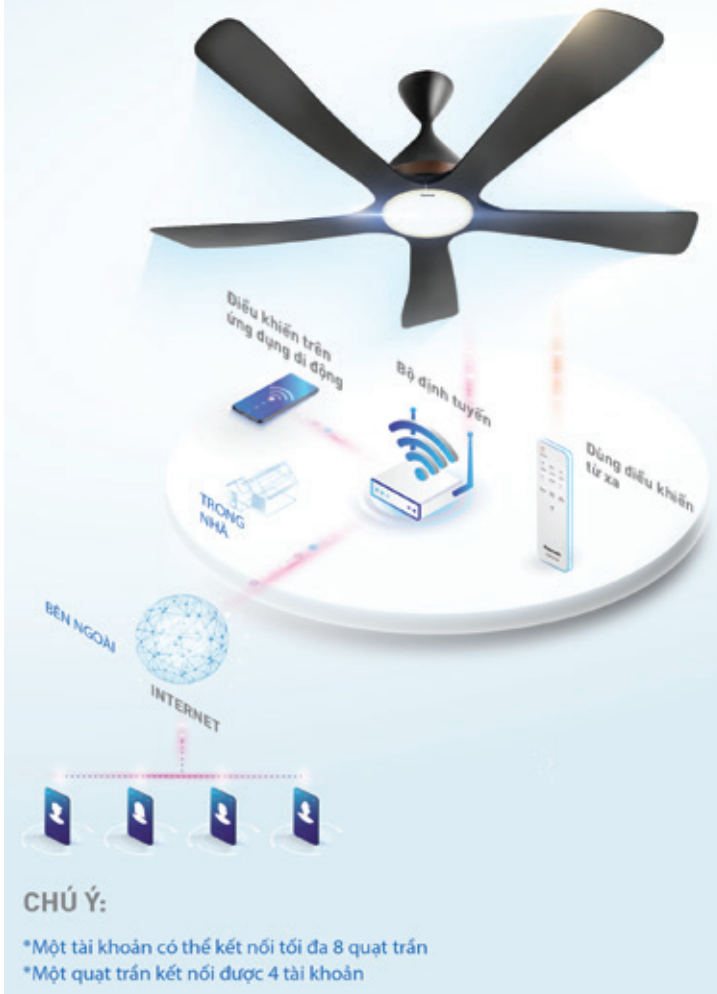 Điều khiển trên
ứng dụng di động
Bộ định tuyến
Dùng điều khiển
từ xa
TRONG
NHÀ
BÊN NGOÀI
INTERNET
CHÚ Ý:
*Một tài khoản có thể kết nối tối đa 8 quạt trần
*Một quạt trần kết nối được 4 tài khoản